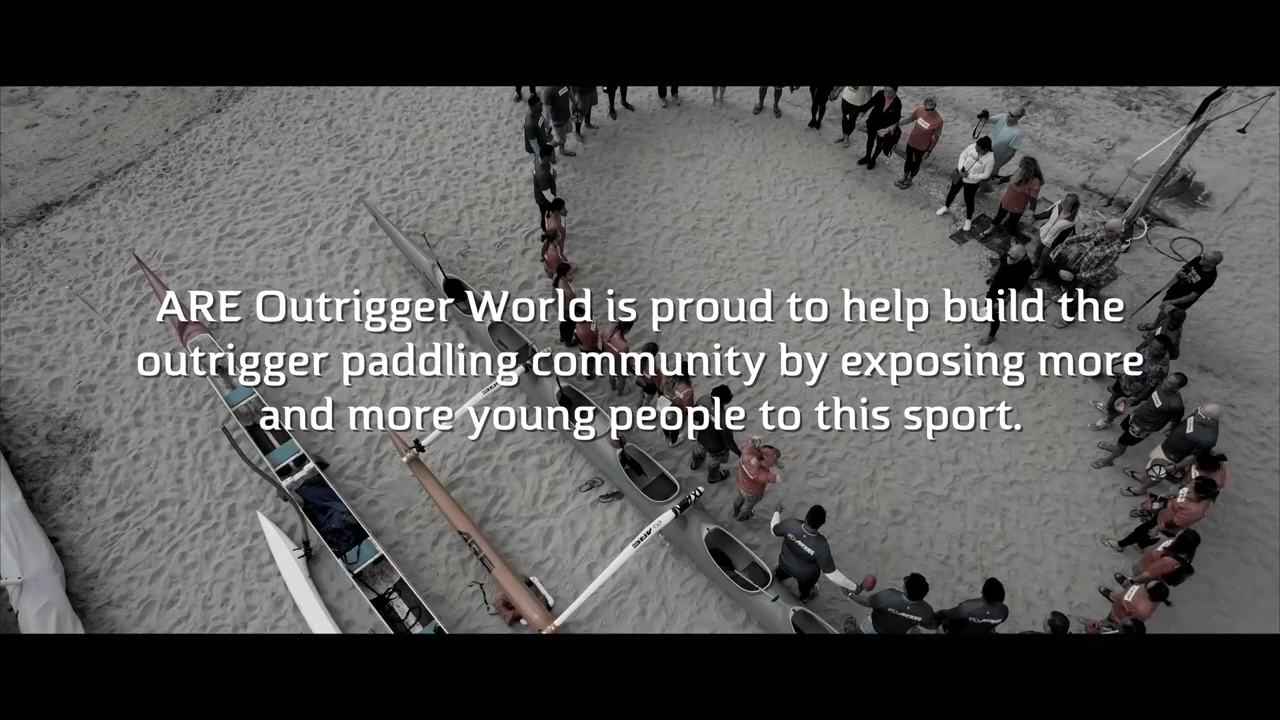 ARE Outrigger World is proud to help build the
outrigger paddling community by exposing more
and more young people to this sport.
ARE